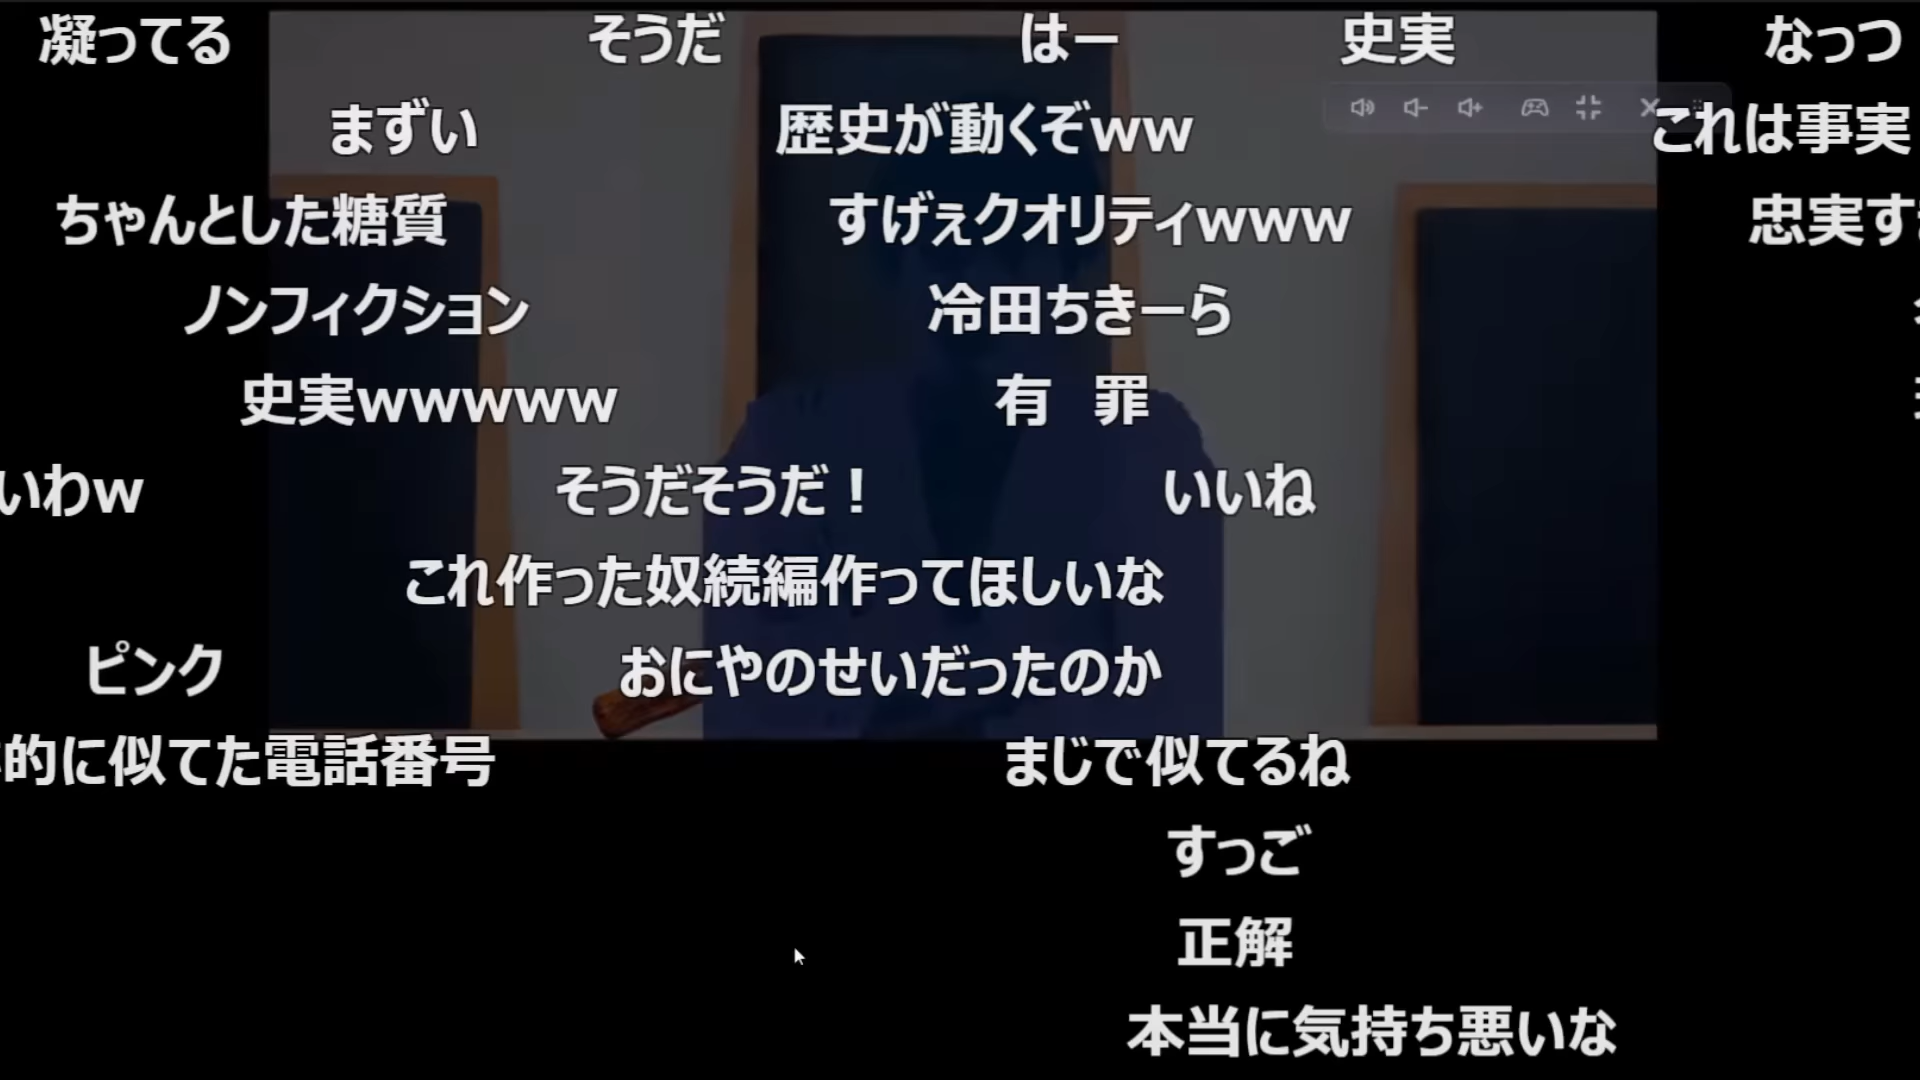 凝ってる そうだ はー 史実 なっつ
まずい 歴史が動くぞww これは事実
ちゃんとした糖質 すげぇクオリティwww 忠実す
ノンフィクション 冷田ちきーら
史実wwwww 有 罪
いわw そうだそうだ！ いいね
これ作った奴続編作ってほしいな
ピンク おにやのせいだったのか
的に似てた電話番号 まじで似てるね
すっご
正解
本当に気持ち悪いな